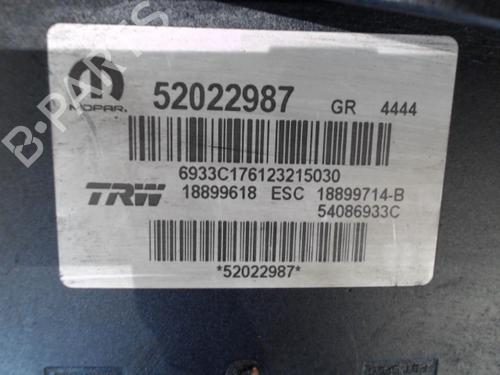 B-PARTS
MOPAR.
52022987 GR 4444
6933C176123215030
TRW 18899618 ESC 18899714-B
54086933C
*52022987*